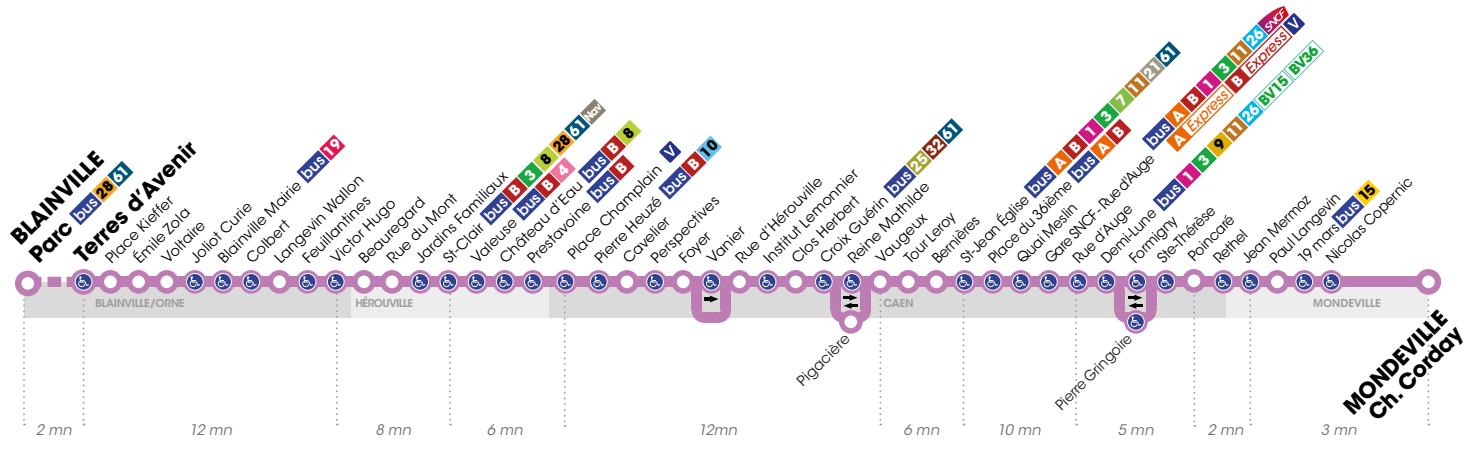 BLAINVILLE
Parc bus 28 61
Terres d'Avenir
Place Kieffer
Émile Zola
Voltaire
Joliot Curie
Blainville Mairie bus 19
Colbert
Langevin Wallon
Feuillantines
Victor Hugo
Beauregard
Rue du Mont
Jardins Familiaux
St-Clair bus B 3 8 28 61 Nav
Valeuse bus B 4
Château d'Eau bus B 8
Prestavoine bus B
Place Champlain V
Pierre Heuzé bus B 10
Cavelier
Perspectives
Foyer
Vanier
Rue d'Hérouville
Institut Lemonnier
Clos Herbert
Croix Guérin bus 25 32 61
Reine Mathilde
Vaugueux
Tour Leroy
Bernières
St-Jean Église bus A B 1 3 7 11 21 61
Place du 36ième bus A B
Quai Meslin
Gare SNCF - Rue d'Auge bus A B 1 3 11 26 SNCF
A Express B Express V
Rue d'Auge
Demi-Lune bus 1 3 9 11 26 BV15 BV36
Formigny
Ste-Thérèse
Poincaré
Rethel
Jean Mermoz
Paul Langevin
19 mars bus 15
Nicolas Copernic
MONDEVILLE
Ch. Corday
BLAINVILLE/ORNE
HÉROUVILLE
CAEN
MONDEVILLE
Pigacière
Pierre Gringoire
2 mn
12 mn
8 mn
6 mn
12mn
6 mn
10 mn
5 mn
2 mn
3 mn